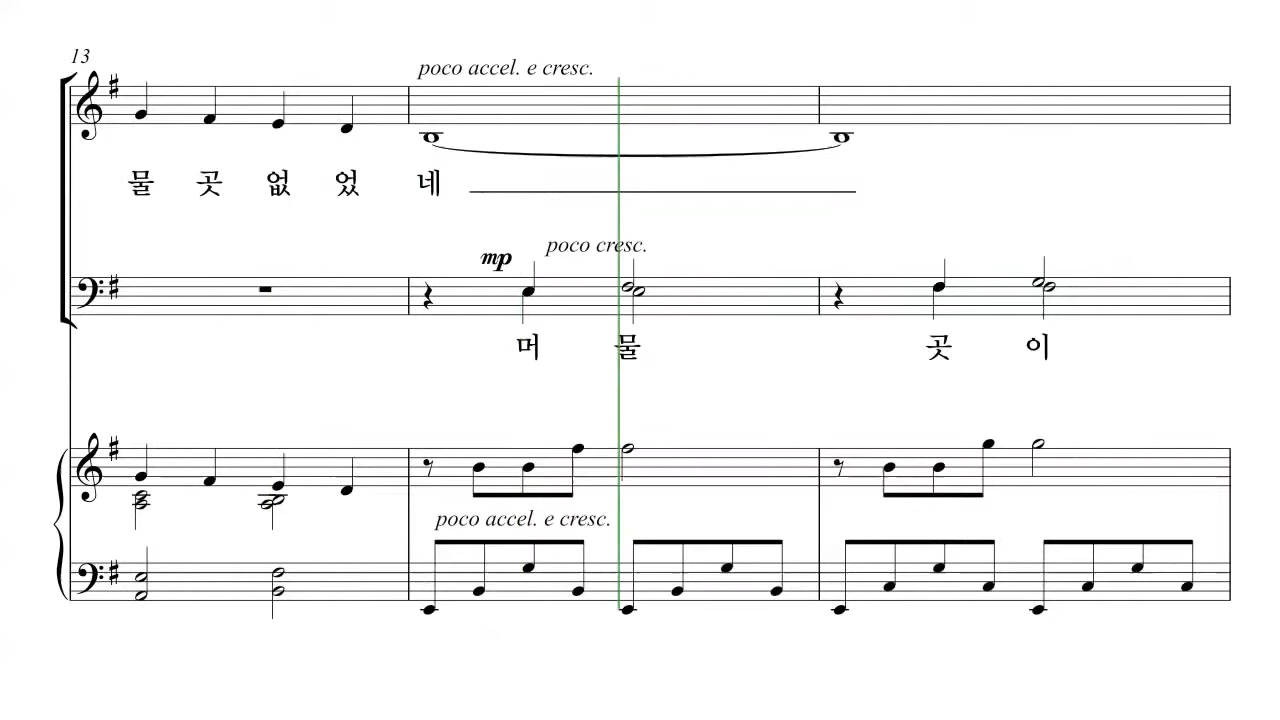 13
poco accel. e cresc.
물 곳 없 었 네
mp poco cresc.
머 물 곳 이
poco accel. e cresc.